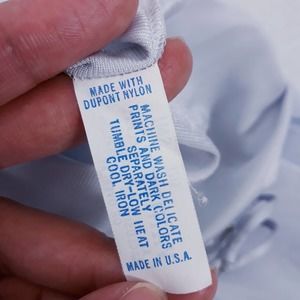 MADE WITH
DUPONT NYLON
MACHINE WASH DELICATE
PRINTS AND DARK COLORS
SEPARATELY
TUMBLE DRY-LOW HEAT
COOL IRON
MADE IN U.S.A.